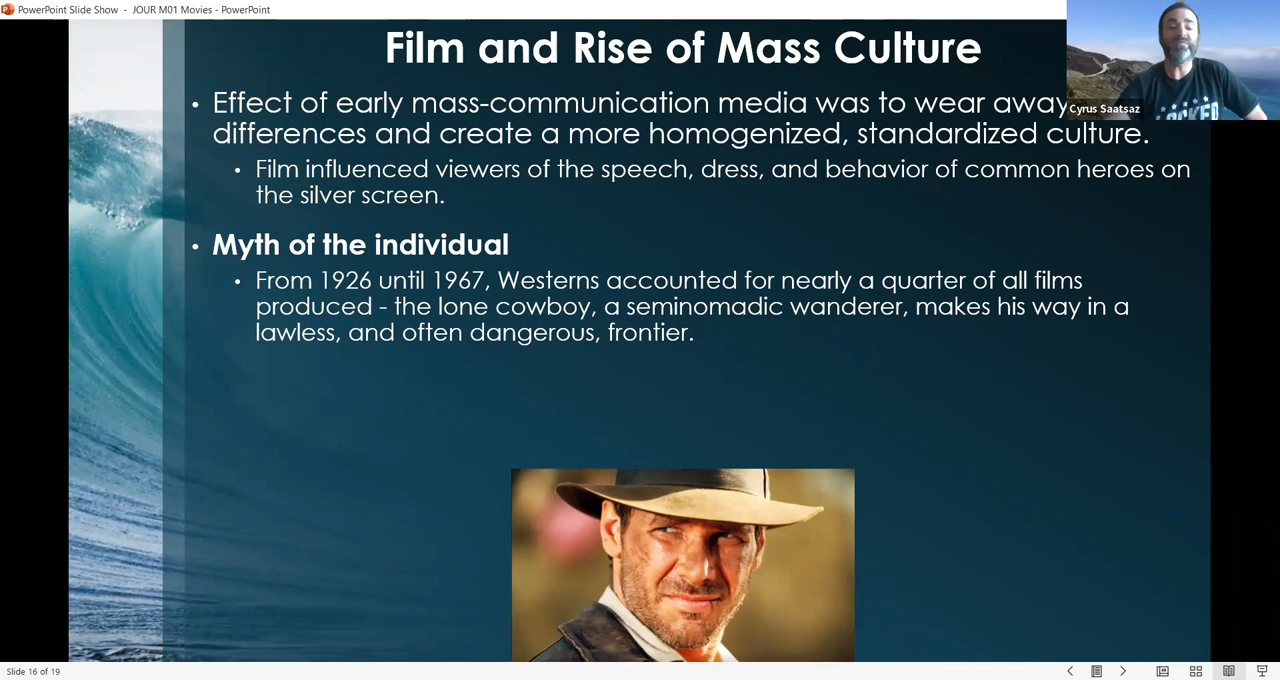 PowerPoint Slide Show - JOUR M01 Movies - PowerPoint
Film and Rise of Mass Culture
Cyrus Saatsaz
• Effect of early mass-communication media was to wear away
differences and create a more homogenized, standardized culture.
• Film influenced viewers of the speech, dress, and behavior of common heroes on
the silver screen.
• Myth of the individual
• From 1926 until 1967, Westerns accounted for nearly a quarter of all films
produced - the lone cowboy, a seminomadic wanderer, makes his way in a
lawless, and often dangerous, frontier.
Slide 16 of 19